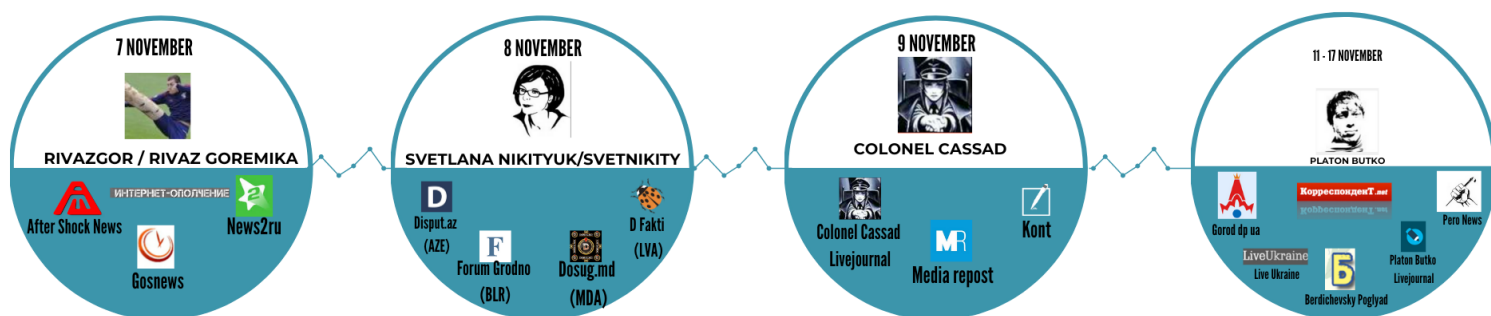 7 NOVEMBER
RIVAZGOR / RIVAZ GOREMIKA
After Shock News
ИНТЕРНЕТ-ОПОЛЧЕНИЕ
2
News2ru
Gosnews
8 NOVEMBER
SVETLANA NIKITYUK/SVETNIKITY
D
Disput.az
(AZE)
F
Forum Grodno
(BLR)
Dosug.md
(MDA)
D Fakti
(LVA)
9 NOVEMBER
COLONEL CASSAD
Colonel Cassad
Livejournal
MR
Media repost
Kont
11 - 17 NOVEMBER
PLATON BUTKO
Gorod dp ua
КорреспонденТ.net
Pero News
LiveUkraine
Live Ukraine
Б
Berdichevsky Poglyad
Platon Butko
Livejournal